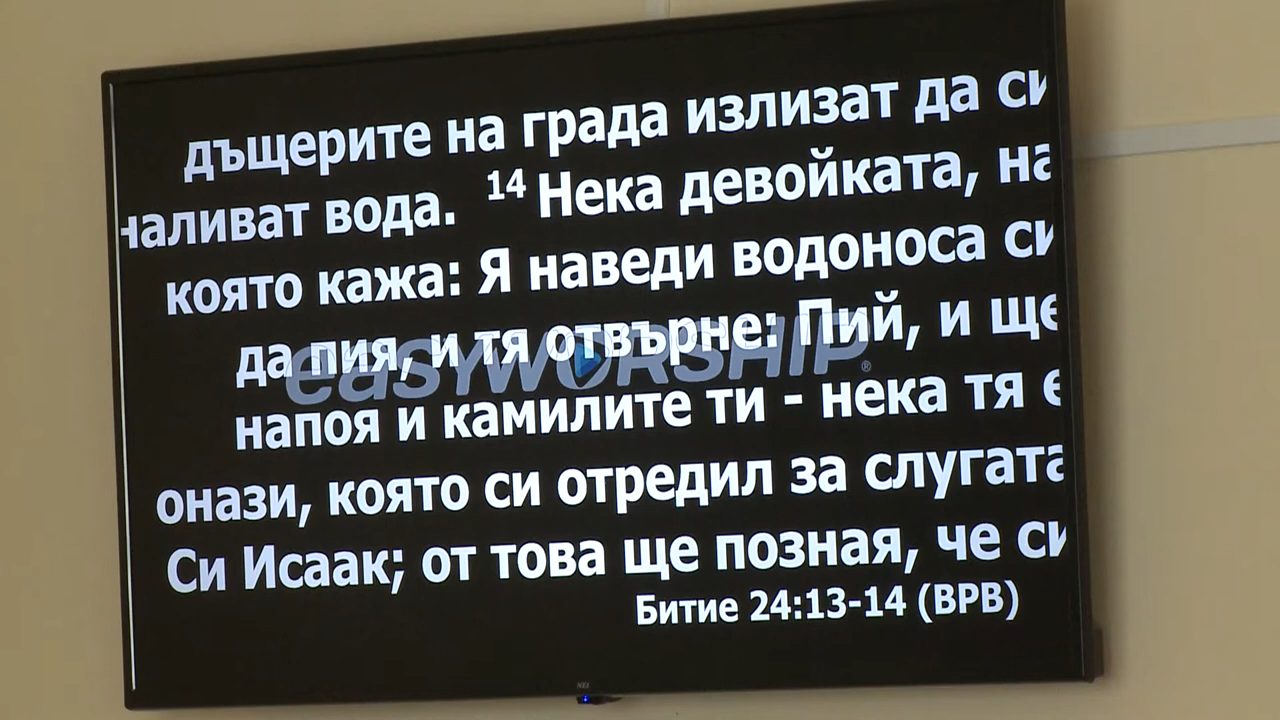 дъщерите на града излизат да си
наливат вода. 14 Нека девойката, на
която кажа: Я наведи водоноса си
да пия, и тя отвърне: Пий, и ще
easyworship®
напоя и камилите ти - нека тя е
онази, която си отредил за слугата
Си Исаак; от това ще позная, че си
Битие 24:13-14 (ВРВ)
NEI